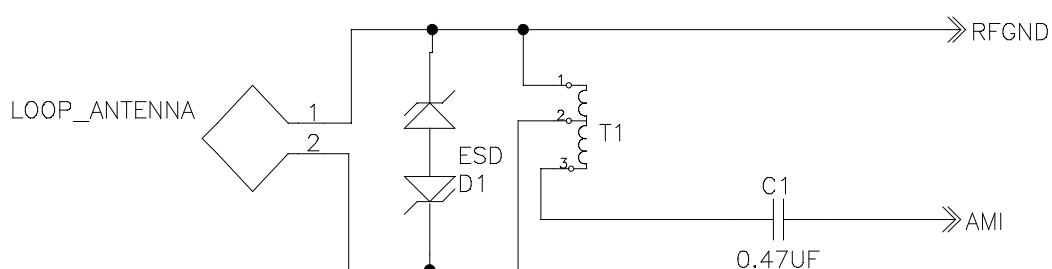 RFGND
LOOP_ANTENNA
1
2
1
2
3
T1
ESD
D1
C1
0.47UF
AMI